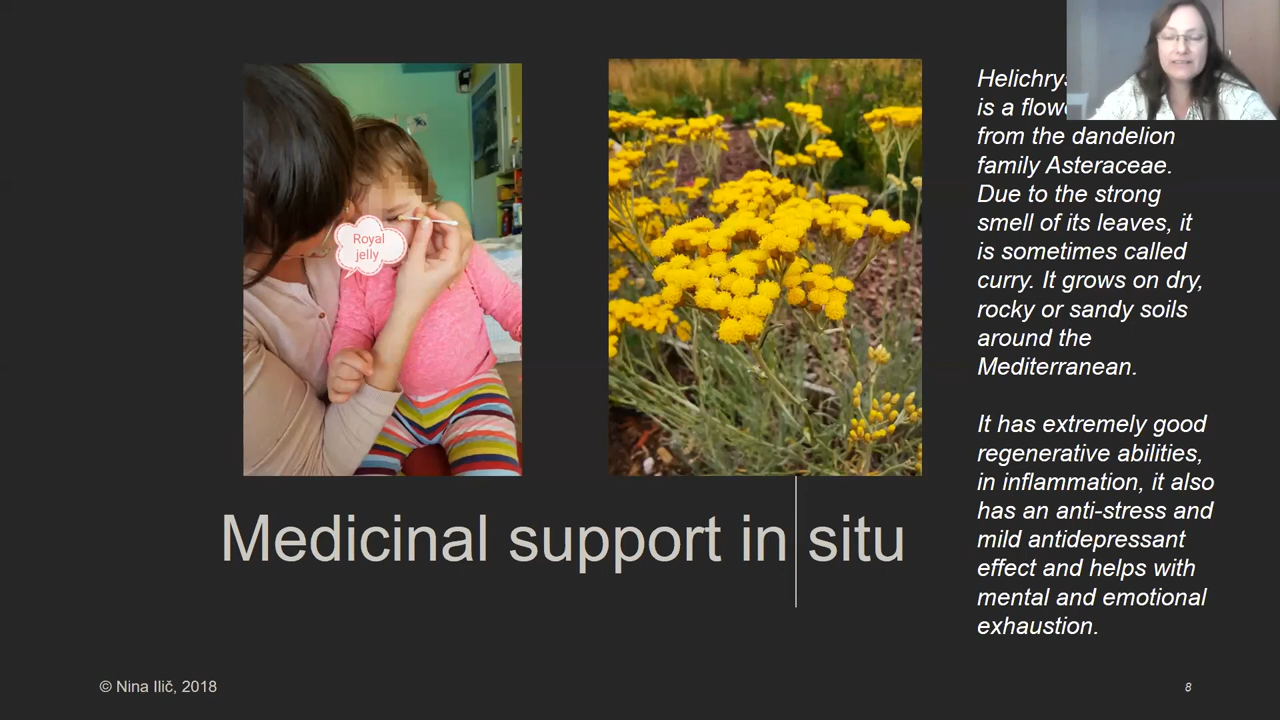 Helichrys
is a flow
from the dandelion
family Asteraceae.
Due to the strong
smell of its leaves, it
is sometimes called
curry. It grows on dry,
rocky or sandy soils
around the
Mediterranean.
It has extremely good
regenerative abilities,
in inflammation, it also
has an anti-stress and
mild antidepressant
effect and helps with
mental and emotional
exhaustion.
Royal
jelly
Medicinal support in situ
© Nina Ilič, 2018
8